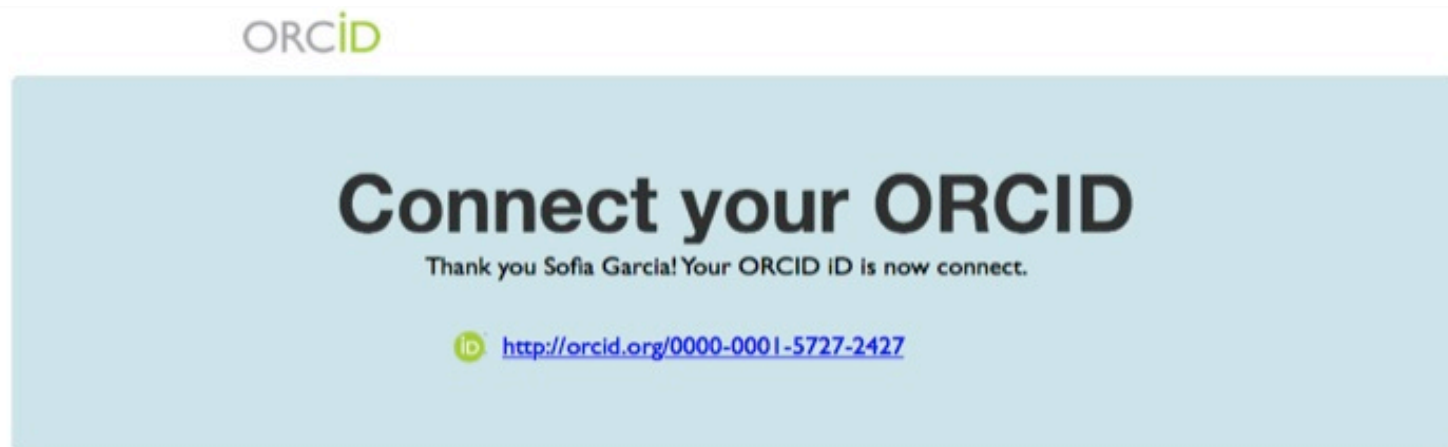 ORCiD
Connect your ORCID
Thank you Sofia Garcia! Your ORCID iD is now connect.
iD http://orcid.org/0000-0001-5727-2427